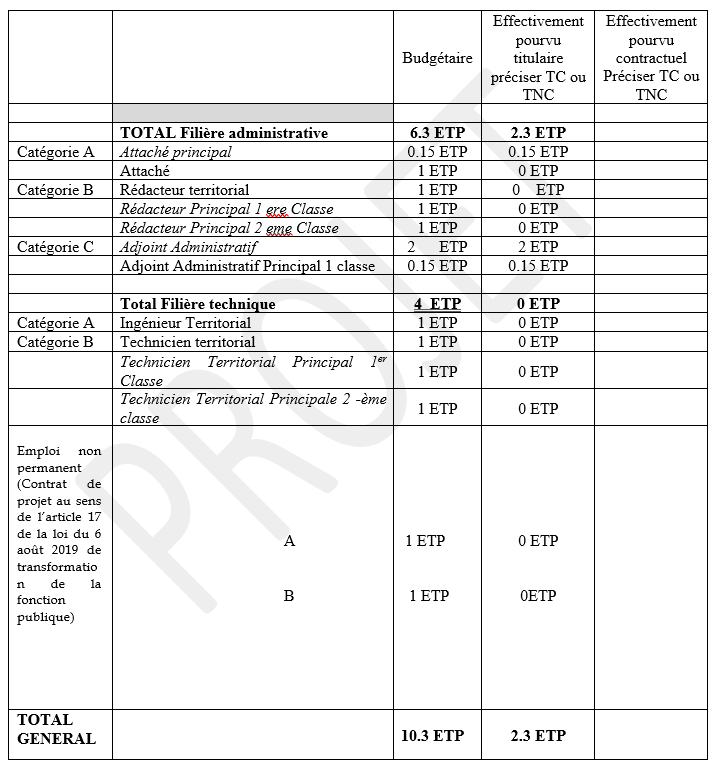 Budgétaire
Effectivement
pourvu
titulaire
préciser TC ou
TNC
Effectivement
pourvu
contractuel
Préciser TC ou
TNC
TOTAL Filière administrative 6.3 ETP 2.3 ETP
Catégorie A Attaché principal 0.15 ETP 0.15 ETP
Attaché 1 ETP 0 ETP
Catégorie B Rédacteur territorial 1 ETP 0 ETP
Rédacteur Principal 1 ere Classe 1 ETP 0 ETP
Rédacteur Principal 2 eme Classe 1 ETP 0 ETP
Catégorie C Adjoint Administratif 2 ETP 2 ETP
Adjoint Administratif Principal 1 classe 0.15 ETP 0.15 ETP
Total Filière technique 4 ETP 0 ETP
Catégorie A Ingénieur Territorial 1 ETP 0 ETP
Catégorie B Technicien territorial 1 ETP 0 ETP
Technicien Territorial Principal 1er
Classe
1 ETP 0 ETP
Technicien Territorial Principale 2 -ème
classe
1 ETP 0 ETP
Emploi non
permanent
(Contrat de
projet au sens
de l'article 17
de la loi du 6
août 2019 de
transformatio
n de la
fonction
publique)
A 1 ETP 0 ETP
B 1 ETP 0ETP
TOTAL
GENERAL
10.3 ETP 2.3 ETP
PROJET